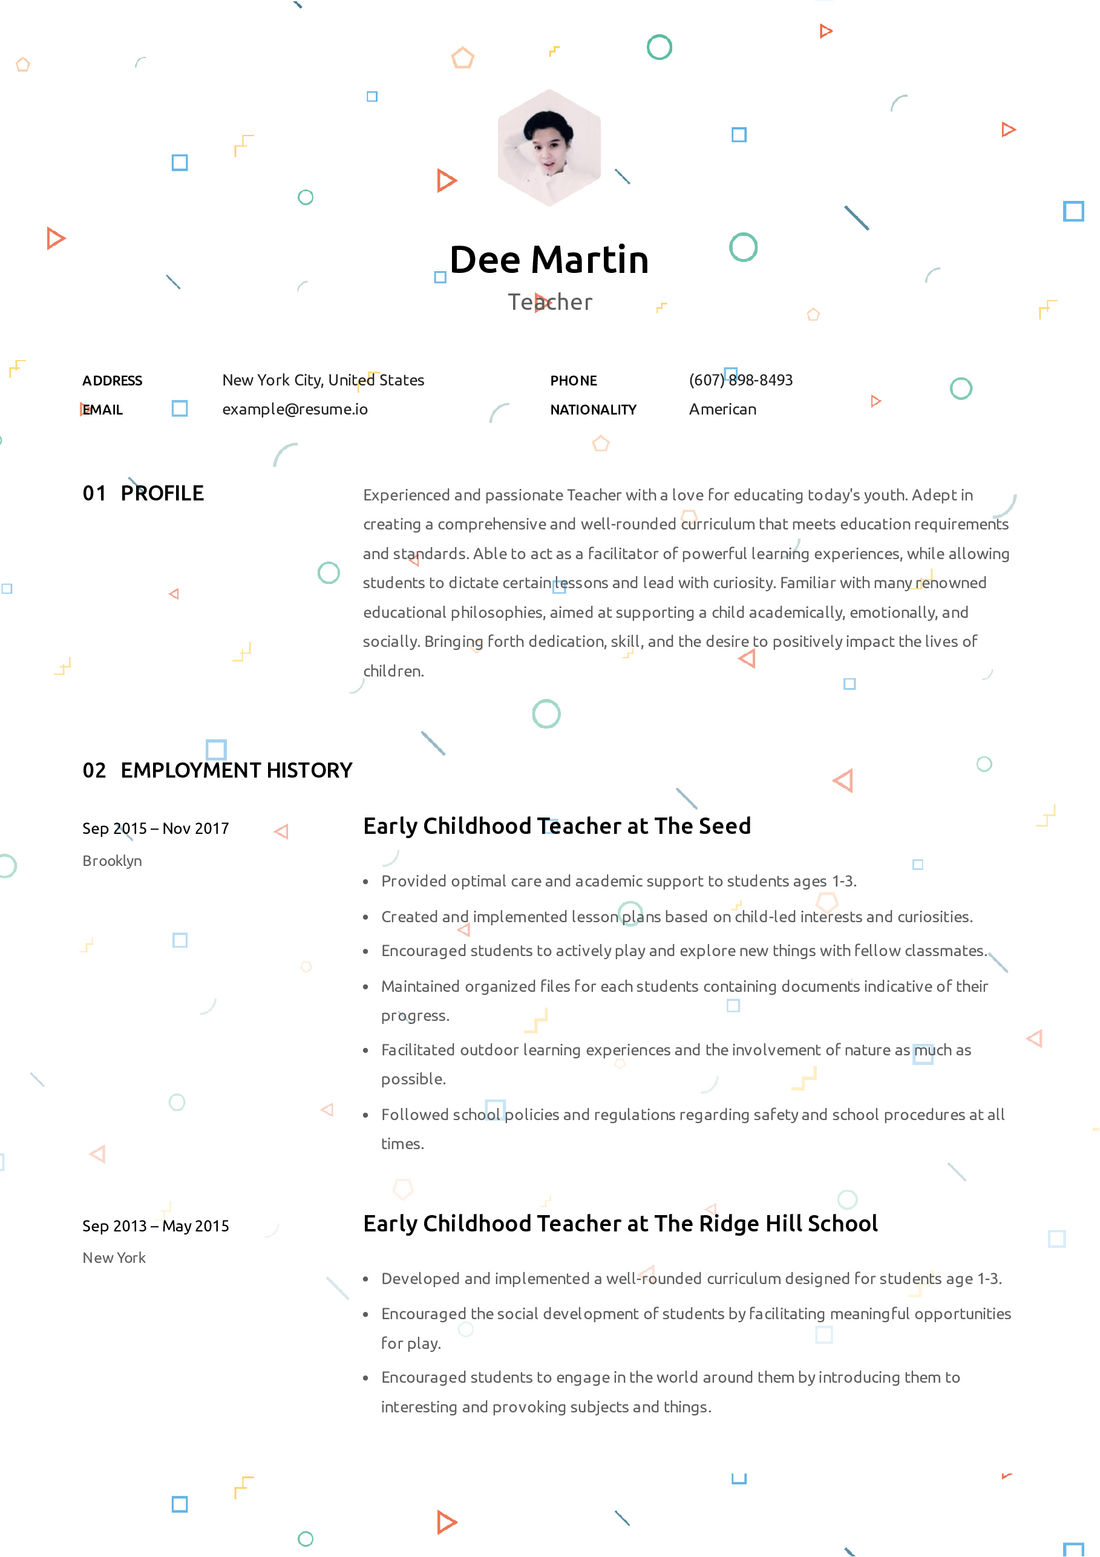 Dee Martin
Teacher
ADDRESS New York City, United States PHONE (607) 898-8493
EMAIL example@resume.io NATIONALITY American
01 PROFILE
Experienced and passionate Teacher with a love for educating today's youth. Adept in
creating a comprehensive and well-rounded curriculum that meets education requirements
and standards. Able to act as a facilitator of powerful learning experiences, while allowing
students to dictate certain lessons and lead with curiosity. Familiar with many renowned
educational philosophies, aimed at supporting a child academically, emotionally, and
socially. Bringing forth dedication, skill, and the desire to positively impact the lives of
children.
02 EMPLOYMENT HISTORY
Sep 2015 – Nov 2017
Brooklyn
Early Childhood Teacher at The Seed
• Provided optimal care and academic support to students ages 1-3.
• Created and implemented lesson plans based on child-led interests and curiosities.
• Encouraged students to actively play and explore new things with fellow classmates.
• Maintained organized files for each students containing documents indicative of their
progress.
• Facilitated outdoor learning experiences and the involvement of nature as much as
possible.
• Followed school policies and regulations regarding safety and school procedures at all
times.
Sep 2013 – May 2015
New York
Early Childhood Teacher at The Ridge Hill School
• Developed and implemented a well-rounded curriculum designed for students age 1-3.
• Encouraged the social development of students by facilitating meaningful opportunities
for play.
• Encouraged students to engage in the world around them by introducing them to
interesting and provoking subjects and things.